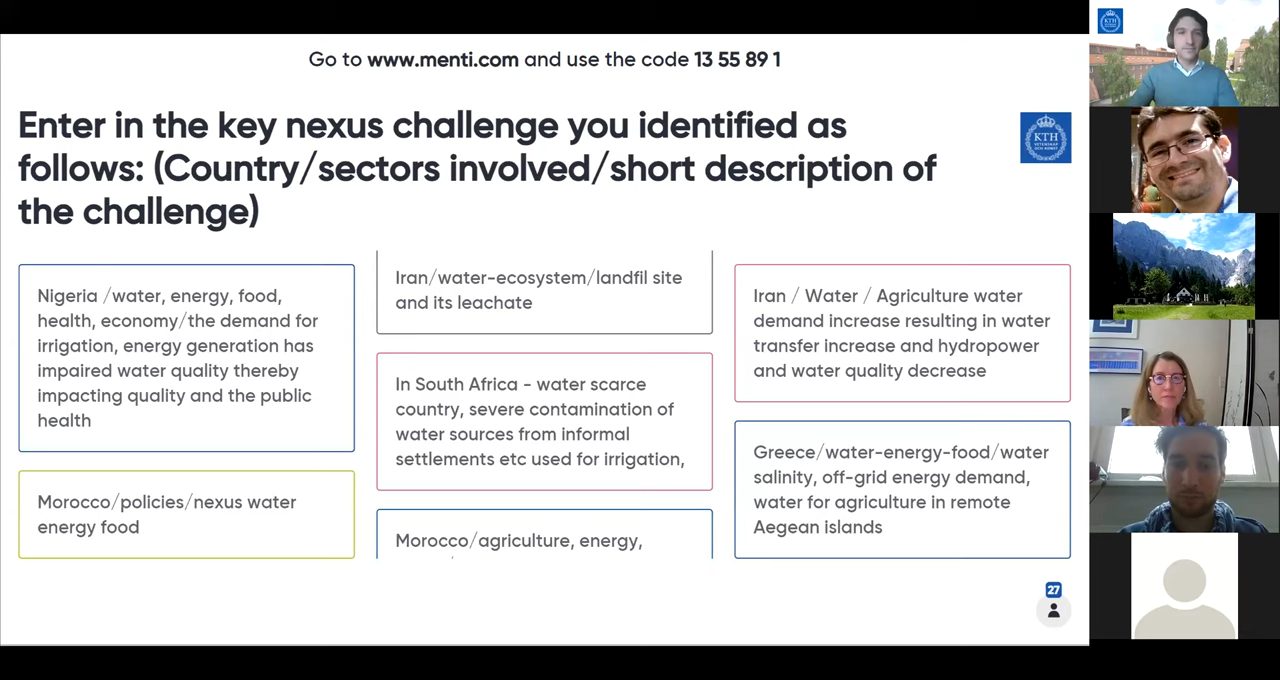 Go to www.menti.com and use the code 13 55 89 1
Enter in the key nexus challenge you identified as
follows: (Country/sectors involved/short description of
the challenge)
KTH
VETENSKAP
OCH KONST
Nigeria /water, energy, food,
health, economy/the demand for
irrigation, energy generation has
impaired water quality thereby
impacting quality and the public
health
Morocco/policies/nexus water
energy food
Iran/water-ecosystem/landfil site
and its leachate
In South Africa - water scarce
country, severe contamination of
water sources from informal
settlements etc used for irrigation,
Morocco/agriculture, energy,
Iran / Water / Agriculture water
demand increase resulting in water
transfer increase and hydropower
and water quality decrease
Greece/water-energy-food/water
salinity, off-grid energy demand,
water for agriculture in remote
Aegean islands
27
KTH